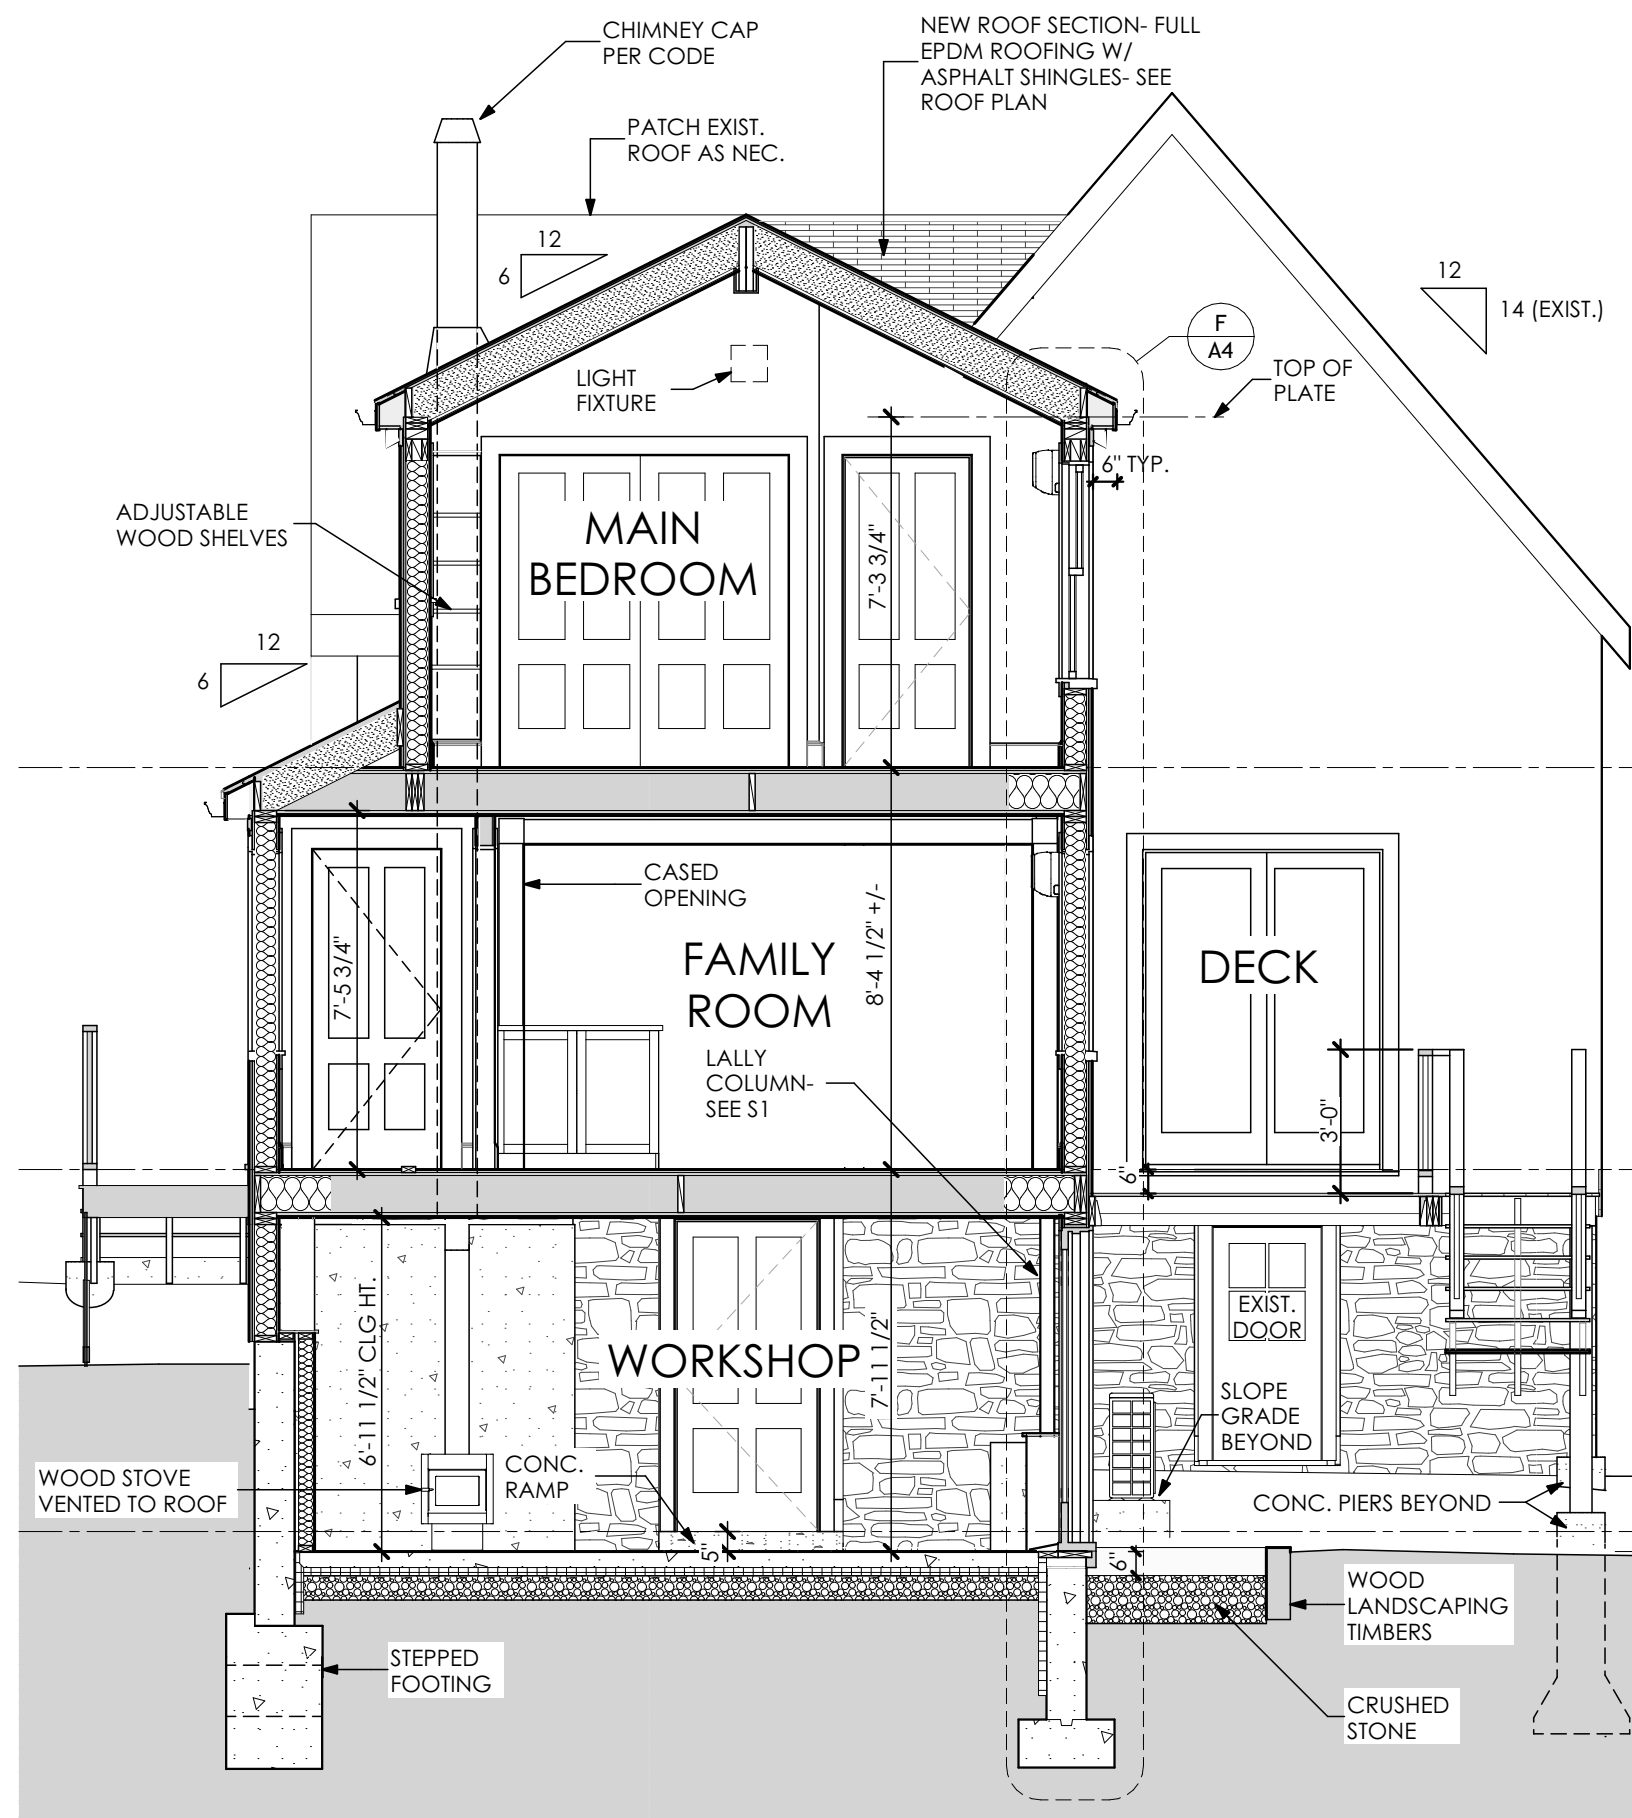 CHIMNEY CAP
PER CODE
NEW ROOF SECTION- FULL
EPDM ROOFING W/
ASPHALT SHINGLES- SEE
ROOF PLAN
PATCH EXIST.
ROOF AS NEC.
12
6
12
14 (EXIST.)
F
A4
TOP OF
PLATE
LIGHT
FIXTURE
6" TYP.
ADJUSTABLE
WOOD SHELVES
MAIN
BEDROOM
7'-3 3/4"
12
6
CASED
OPENING
7'-5 3/4"
FAMILY
ROOM
8'-4 1/2" +/-
DECK
LALLY
COLUMN-
SEE S1
3'-0"
6"
EXIST.
DOOR
6'-11 1/2" CLG HT.
WORKSHOP
7'-11 1/2"
SLOPE
GRADE
BEYOND
WOOD STOVE
VENTED TO ROOF
CONC.
RAMP
CONC. PIERS BEYOND
5"
6"
WOOD
LANDSCAPING
TIMBERS
STEPPED
FOOTING
CRUSHED
STONE